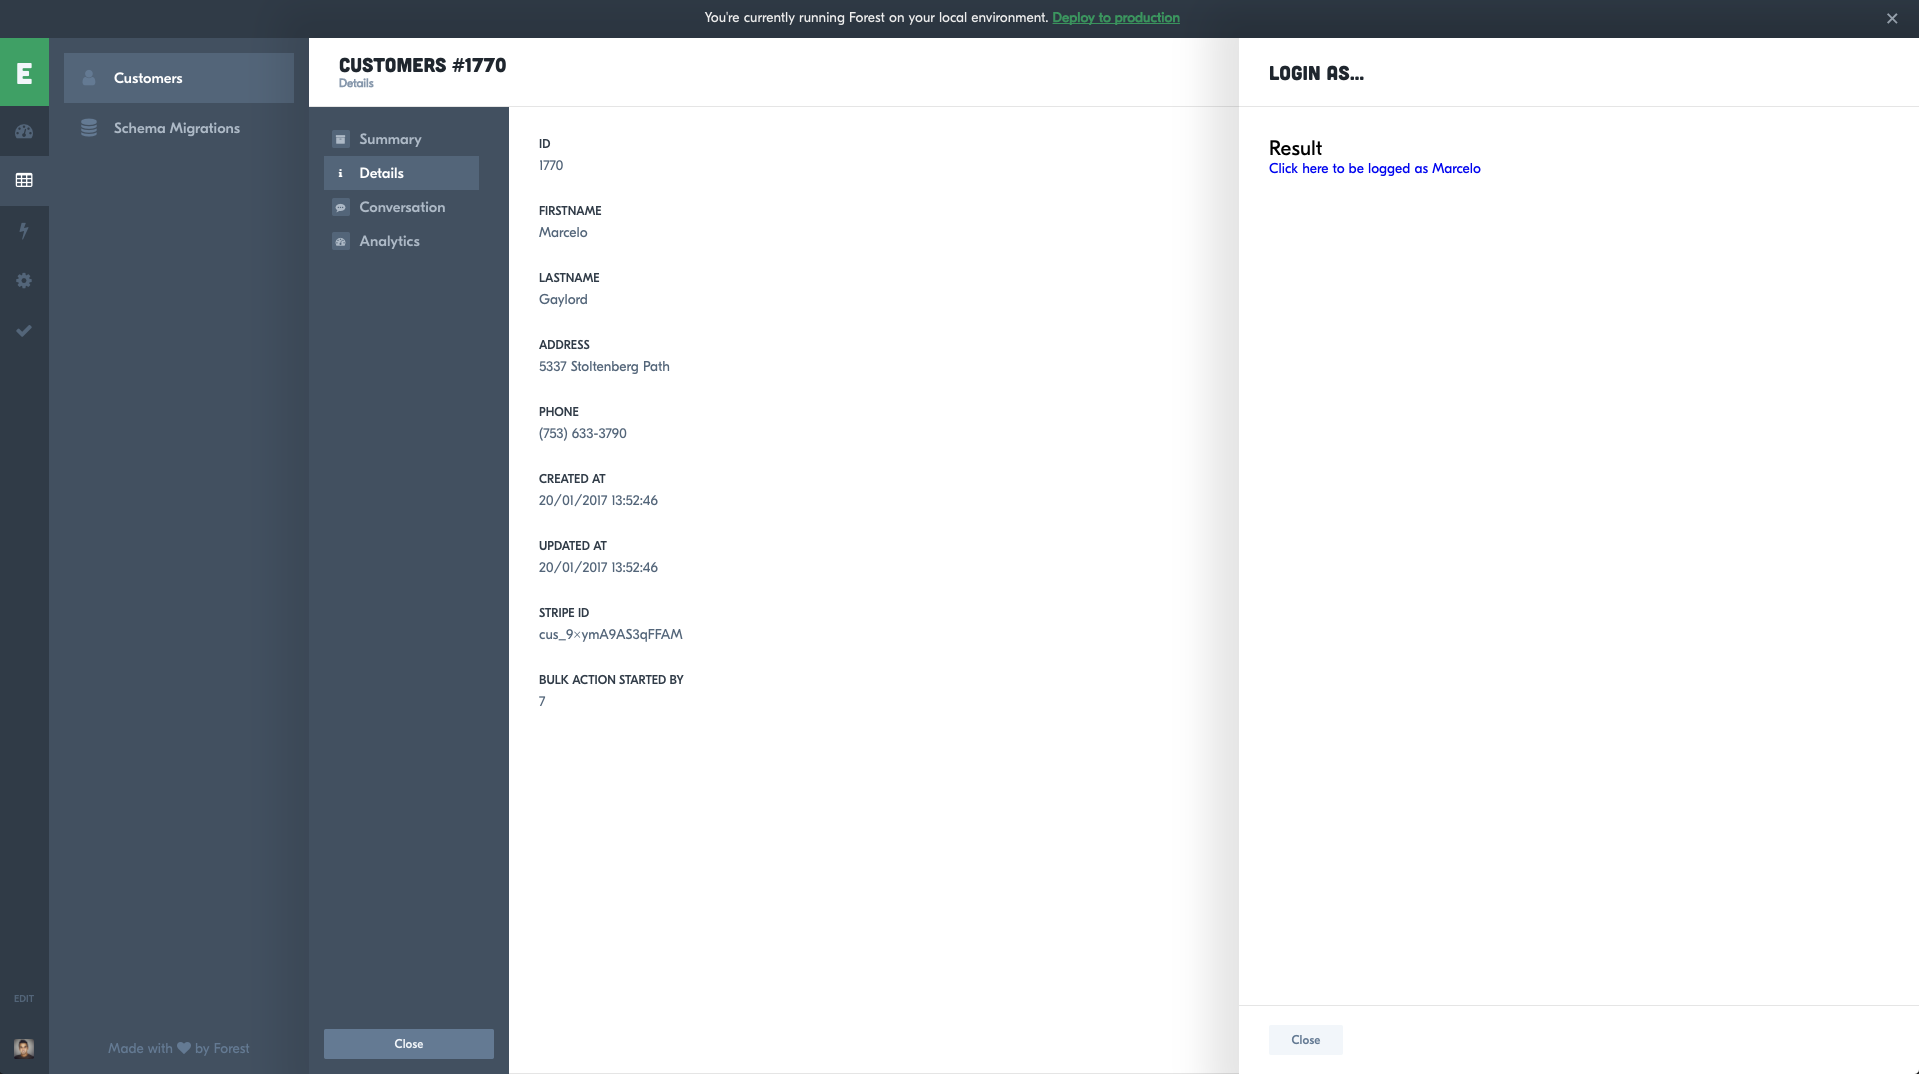 You're currently running Forest on your local environment. Deploy to production
E
Customers
Schema Migrations
EDIT
Made with by Forest
CUSTOMERS #1770
Details
Summary
Details
Conversation
Analytics
Close
ID
1770
FIRSTNAME
Marcelo
LASTNAME
Gaylord
ADDRESS
5337 Stoltenberg Path
PHONE
(753) 633-3790
CREATED AT
20/01/2017 13:52:46
UPDATED AT
20/01/2017 13:52:46
STRIPE ID
cus_9xymA9AS3qFFAM
BULK ACTION STARTED BY
7
LOGIN AS...
Result
Click here to be logged as Marcelo
Close